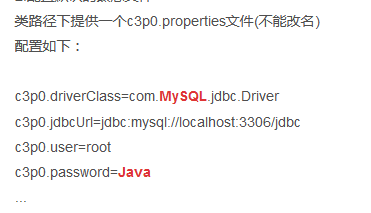 类路径下提供一个c3p0.properties文件(不能改名)
配置如下：
c3p0.driverClass=com.MySQL.jdbc.Driver
c3p0.jdbcUrl=jdbc:mysql://localhost:3306/jdbc
c3p0.user=root
c3p0.password=Java
...